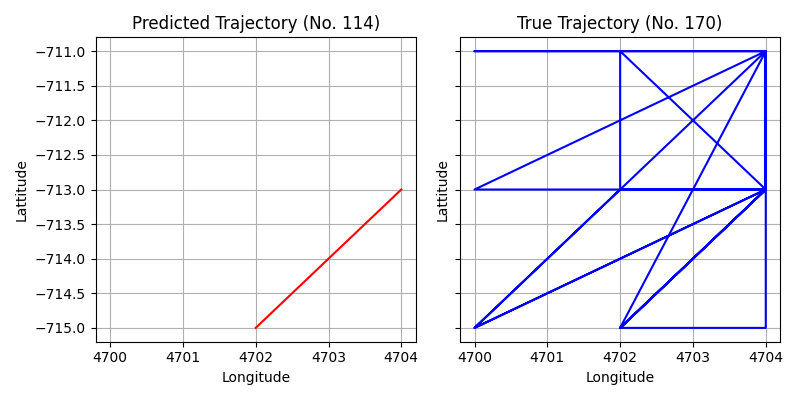 Predicted Trajectory (No. 114)
True Trajectory (No. 170)
−711.0
−711.5
−712.0
−712.5
−713.0
−713.5
−714.0
−714.5
−715.0
Lattitude
Lattitude
4700 4701 4702 4703 4704
4700 4701 4702 4703 4704
Longitude
Longitude